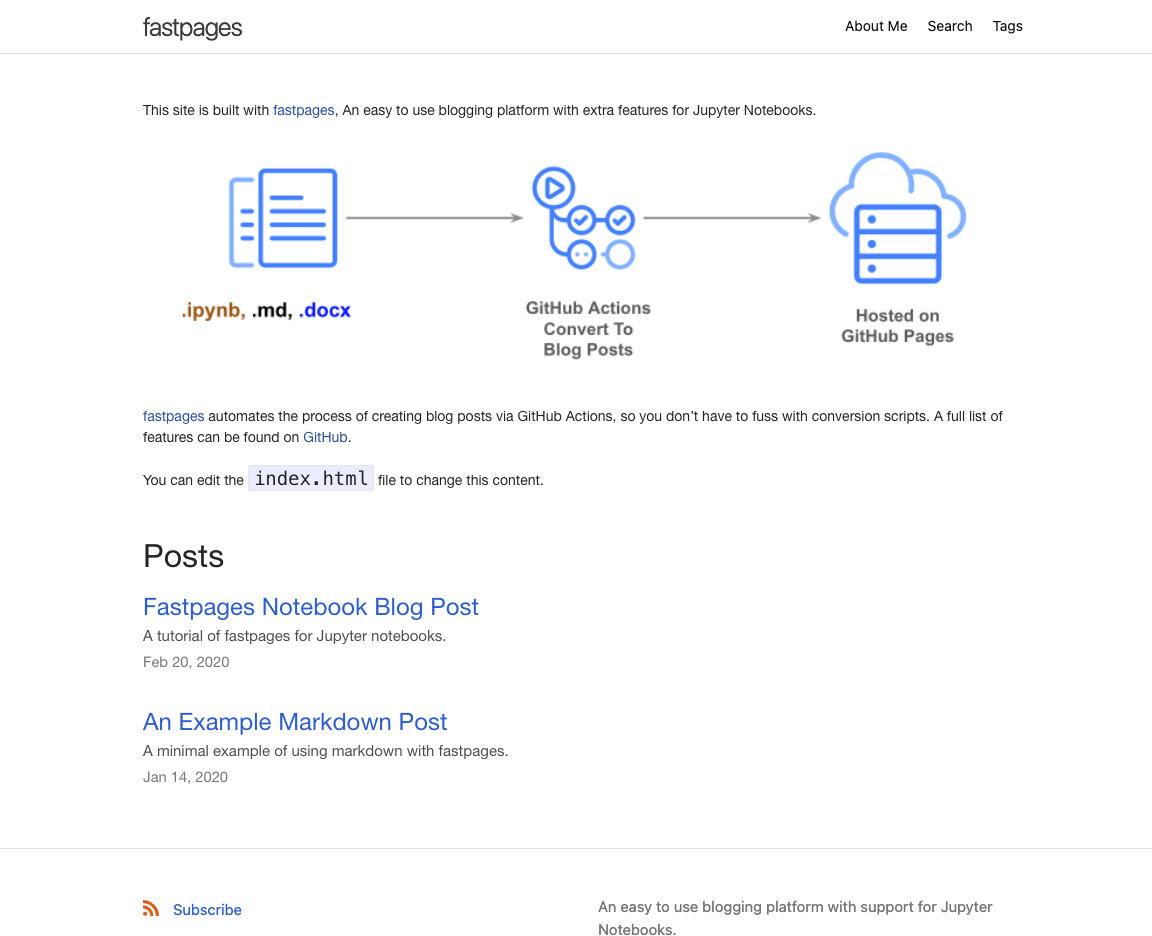 fastpages
About Me
Search
Tags
This site is built with fastpages, An easy to use blogging platform with extra features for Jupyter Notebooks.
.ipynb, .md, .docx
GitHub Actions
Convert To
Blog Posts
Hosted on
GitHub Pages
fastpages automates the process of creating blog posts via GitHub Actions, so you don’t have to fuss with conversion scripts. A full list of
features can be found on GitHub.
You can edit the index.html file to change this content.
Posts
Fastpages Notebook Blog Post
A tutorial of fastpages for Jupyter notebooks.
Feb 20, 2020
An Example Markdown Post
A minimal example of using markdown with fastpages.
Jan 14, 2020
Subscribe
An easy to use blogging platform with support for Jupyter
Notebooks.